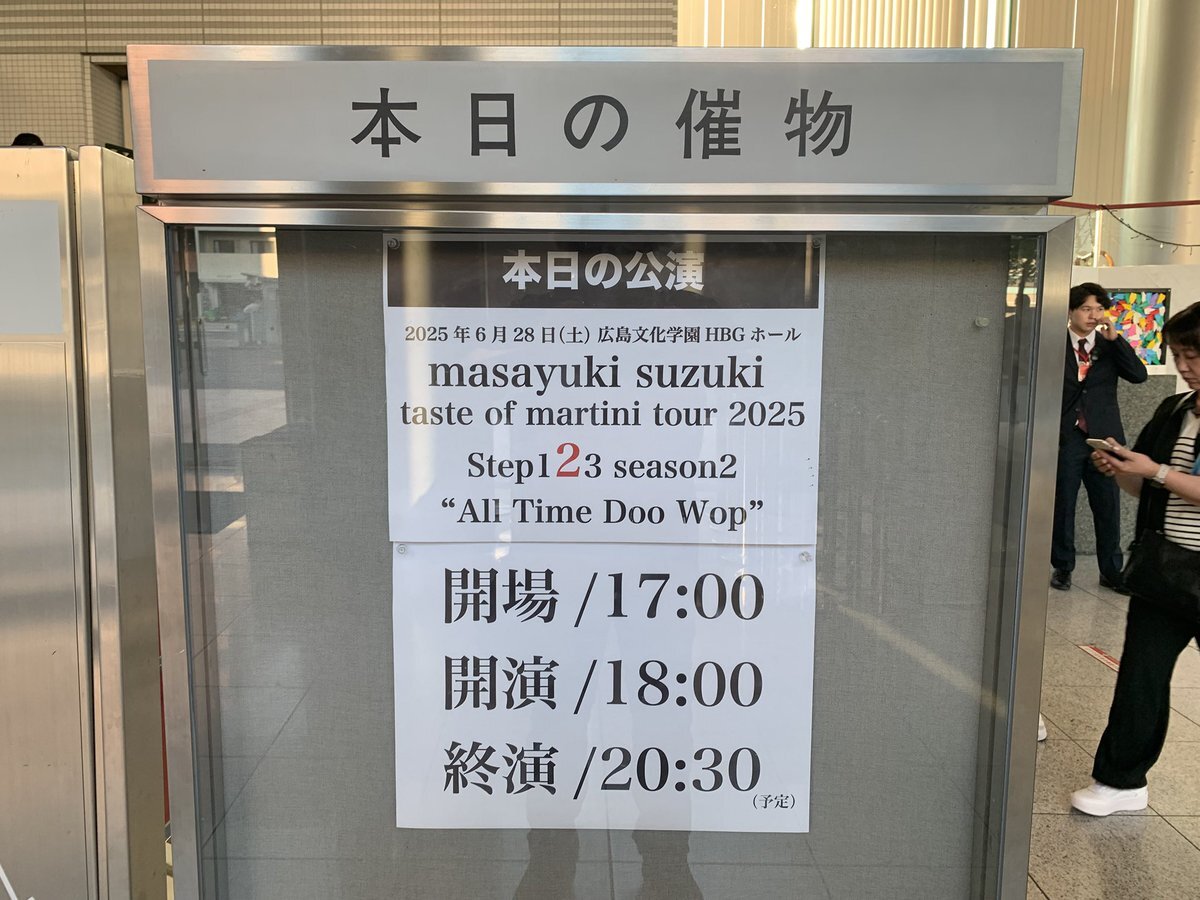 本日の催物
本日の公演
2025年6月28日(土) 広島文化学園HBGホール
masayuki suzuki
taste of martini tour 2025
Step123 season2
“All Time Doo Wop”
開場/17:00
開演/18:00
終演/20:30
(予定)